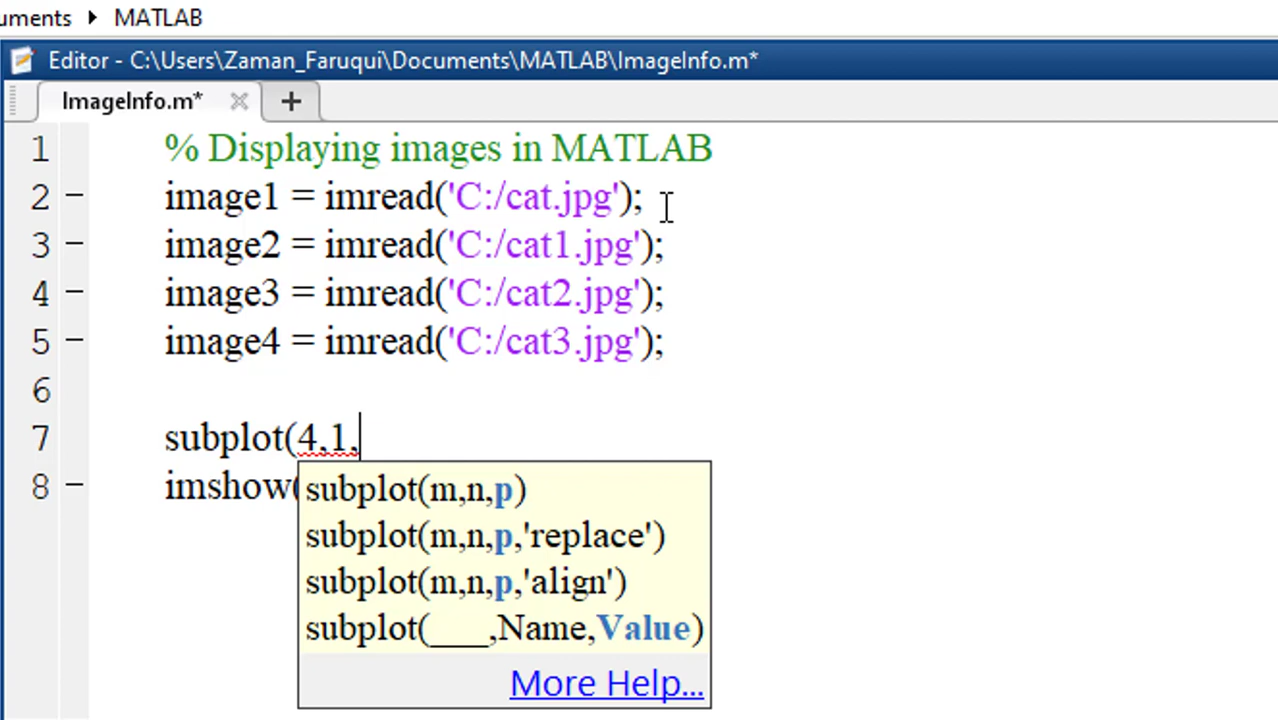 uments ▶ MATLAB
Editor - C:\Users\Zaman_Faruqui\Documents\MATLAB\ImageInfo.m*
ImageInfo.m* × +
1 % Displaying images in MATLAB
2 – image1 = imread('C:/cat.jpg');
3 – image2 = imread('C:/cat1.jpg');
4 – image3 = imread('C:/cat2.jpg');
5 – image4 = imread('C:/cat3.jpg');
6
7 subplot(4,1,
8 – imshow(
subplot(m,n,p)
subplot(m,n,p,'replace')
subplot(m,n,p,'align')
subplot(___,Name,Value)
More Help...